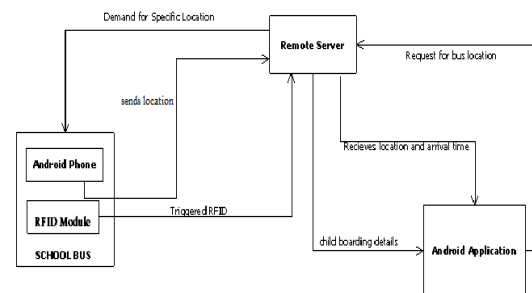 Demand for Specific Location
Remote Server
Request for bus location
sends location
Recieves location and arrival time
Android Phone
RFID Module
Triggered RFID
SCHOOL BUS
child boarding details
Android Application